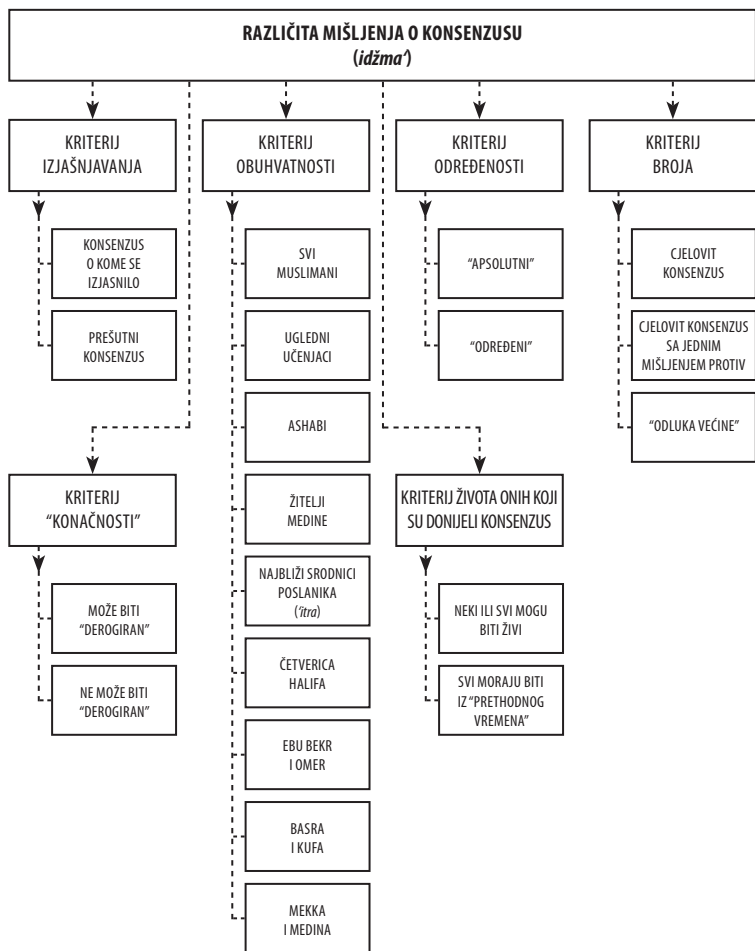 RAZLIČITA MIŠLJENJA O KONSENZUSU
(idžmaʻ)
KRITERIJ
IZJAŠNJAVANJA
KONSENZUS
O KOME SE
IZJASNILO
PREŠUTNI
KONSENZUS
KRITERIJ
OBUHVATNOSTI
SVI
MUSLIMANI
UGLEDNI
UČENJACI
ASHABI
ŽITELJI
MEDINE
NAJBLIŽI SRODNICI
POSLANIKA
(ʻitra)
ČETVERICA
HALIFA
EBU BEKR
I OMER
BASRA
I KUFA
MEKKA
I MEDINA
KRITERIJ
ODREĐENOSTI
“APSOLUTNI”
“ODREĐENI”
KRITERIJ
BROJA
CJELOVIT
KONSENZUS
CJELOVIT KONSENZUS
SA JEDNIM
MIŠLJENJEM PROTIV
“ODLUKA VEĆINE”
KRITERIJ
“KONAČNOSTI”
MOŽE BITI
“DEROGIRAN”
NE MOŽE BITI
“DEROGIRAN”
KRITERIJ ŽIVOTA ONIH KOJI
SU DONIJELI KONSENZUS
NEKI ILI SVI MOGU
BITI ŽIVI
SVI MORAJU BITI
IZ “PRETHODNOG
VREMENA”